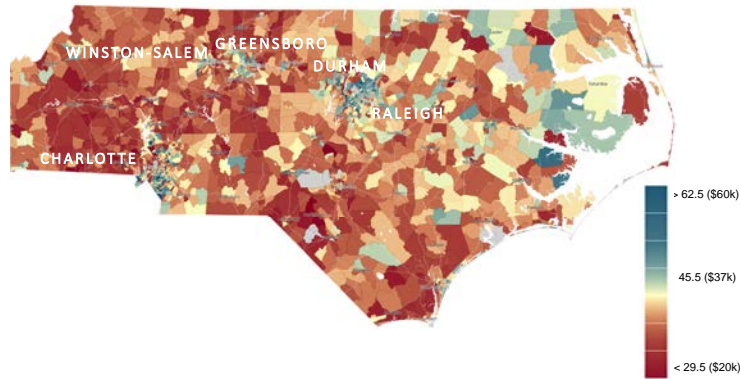 GREENSBORO
WINSTON-SALEM
DURHAM
RALEIGH
CHARLOTTE
> 62.5 ($60k)
45.5 ($37k)
< 29.5 ($20k)